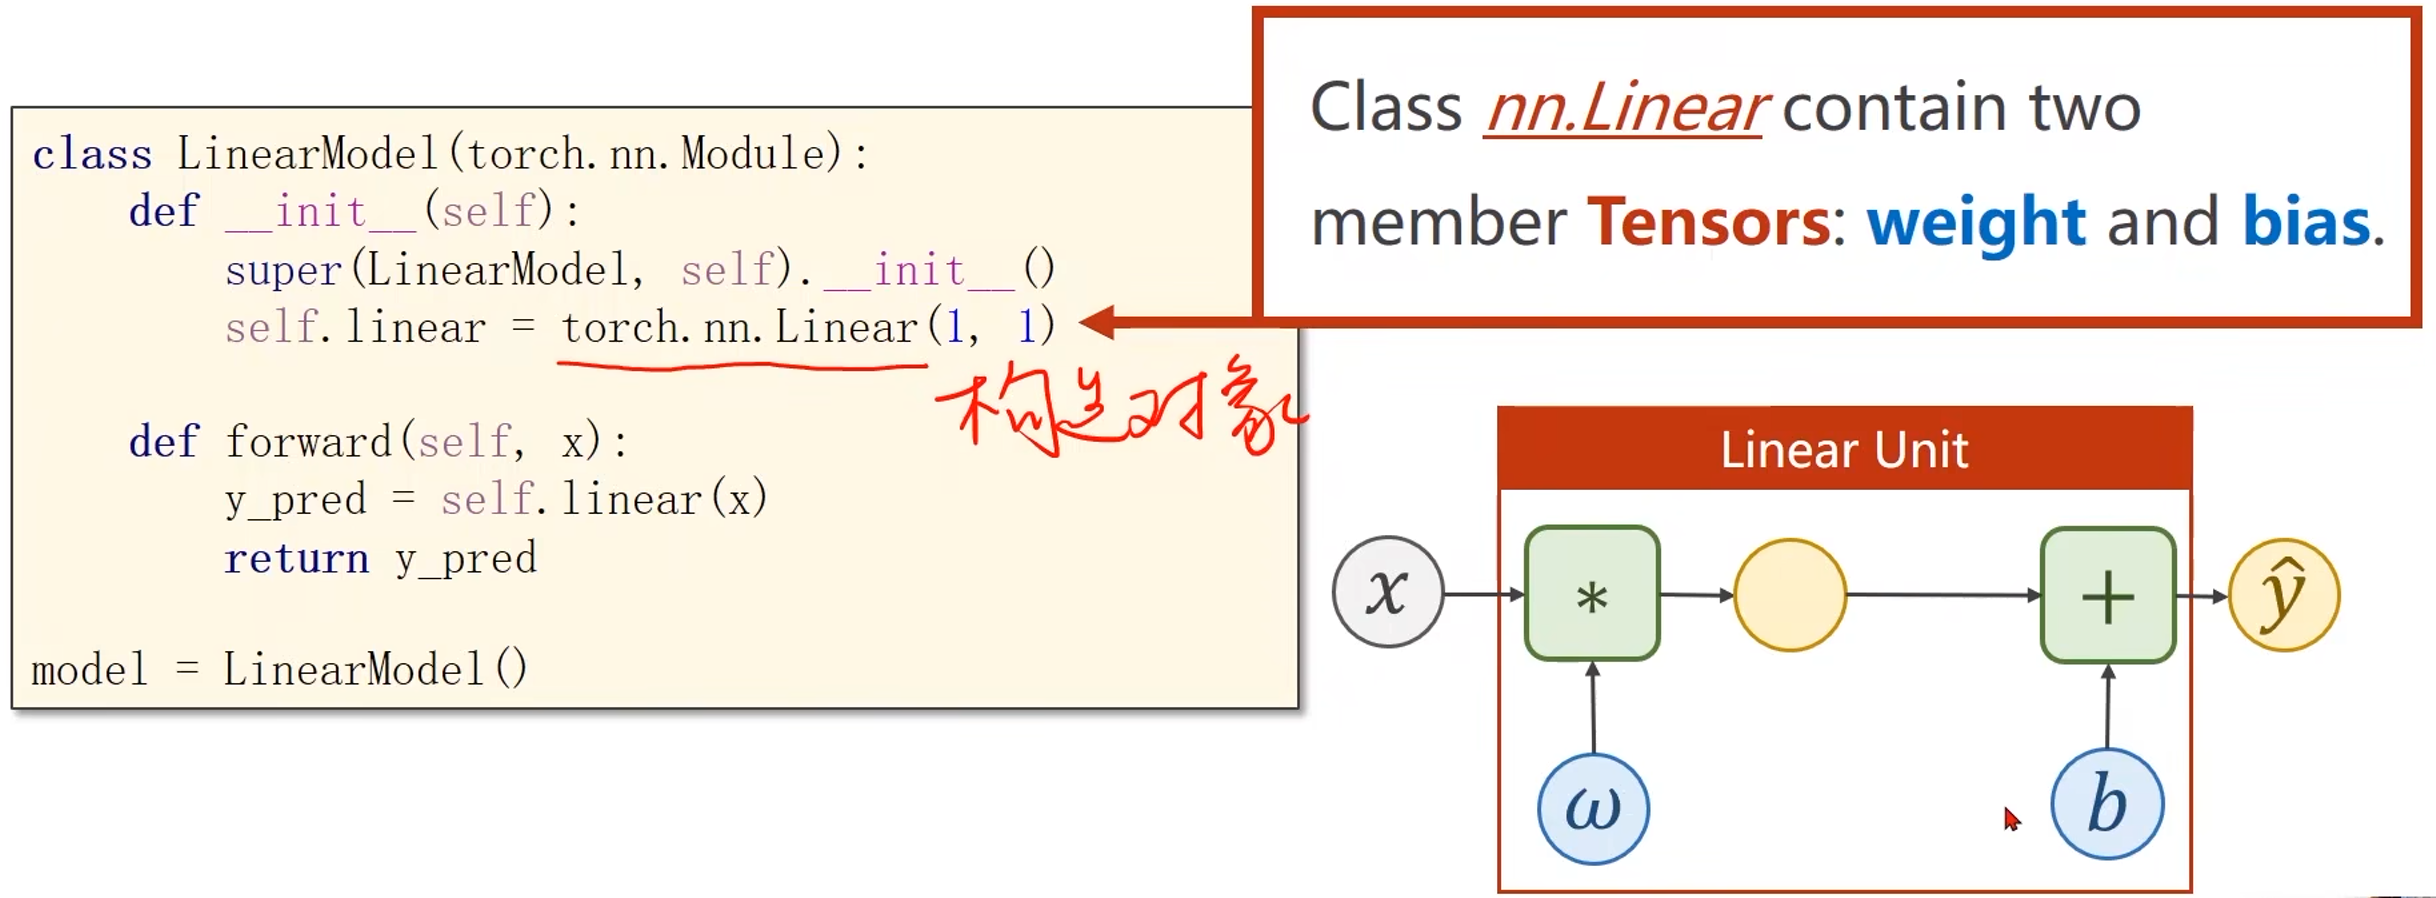 class LinearModel(torch.nn.Module):
def __init__(self):
super(LinearModel, self).__init__()
self.linear = torch.nn.Linear(1, 1)
构造对象
def forward(self, x):
y_pred = self.linear(x)
return y_pred
model = LinearModel()
Class nn.Linear contain two
member Tensors: weight and bias.
Linear Unit
x
*
+
ŷ
ω
b